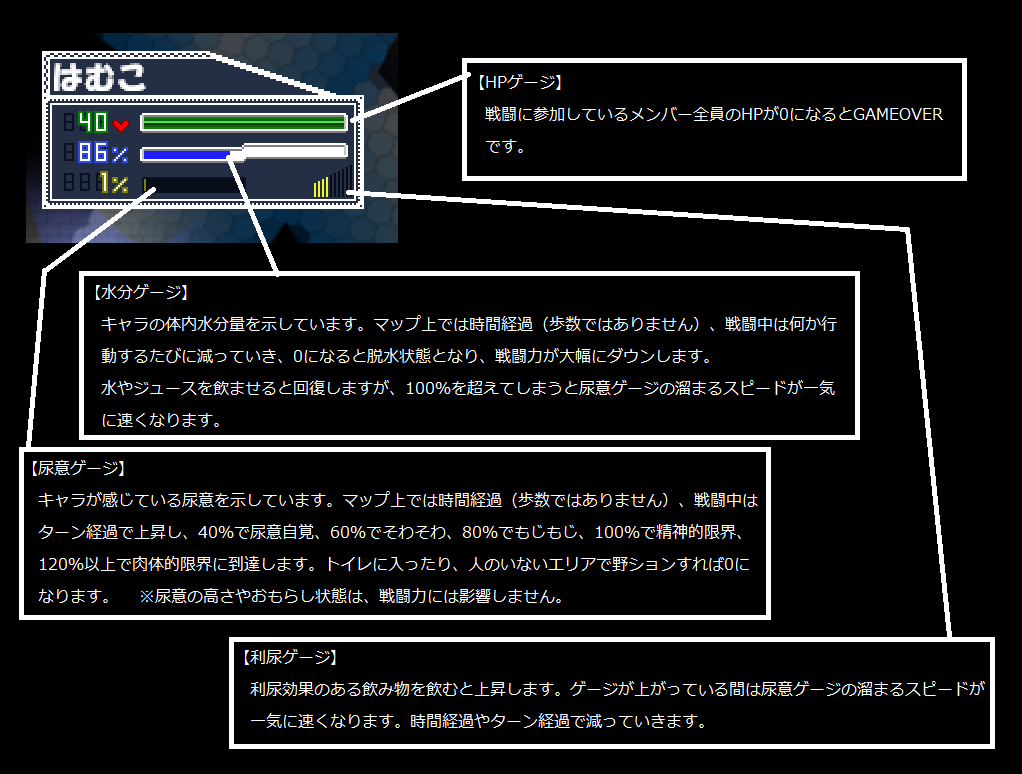 はむこ
40
86%
1%
【HPゲージ】
戦闘に参加しているメンバー全員のHPが0になるとGAMEOVER
です。
【水分ゲージ】
キャラの体内水分量を示しています。マップ上では時間経過（歩数ではありません）、戦闘中は何か行
動するたびに減っていき、0になると脱水状態となり、戦闘力が大幅にダウンします。
水やジュースを飲ませると回復しますが、100%を超えてしまうと尿意ゲージの溜まるスピードが一気
に速くなります。
【尿意ゲージ】
キャラが感じている尿意を示しています。マップ上では時間経過（歩数ではありません）、戦闘中は
ターン経過で上昇し、40%で尿意自覚、60%でそわそわ、80%でもじもじ、100%で精神的限界、
120%以上で肉体的限界に到達します。トイレに入ったり、人のいないエリアで野ションすれば0に
なります。　※尿意の高さやおもらし状態は、戦闘力には影響しません。
【利尿ゲージ】
利尿効果のある飲み物を飲むと上昇します。ゲージが上がっている間は尿意ゲージの溜まるスピードが
一気に速くなります。時間経過やターン経過で減っていきます。